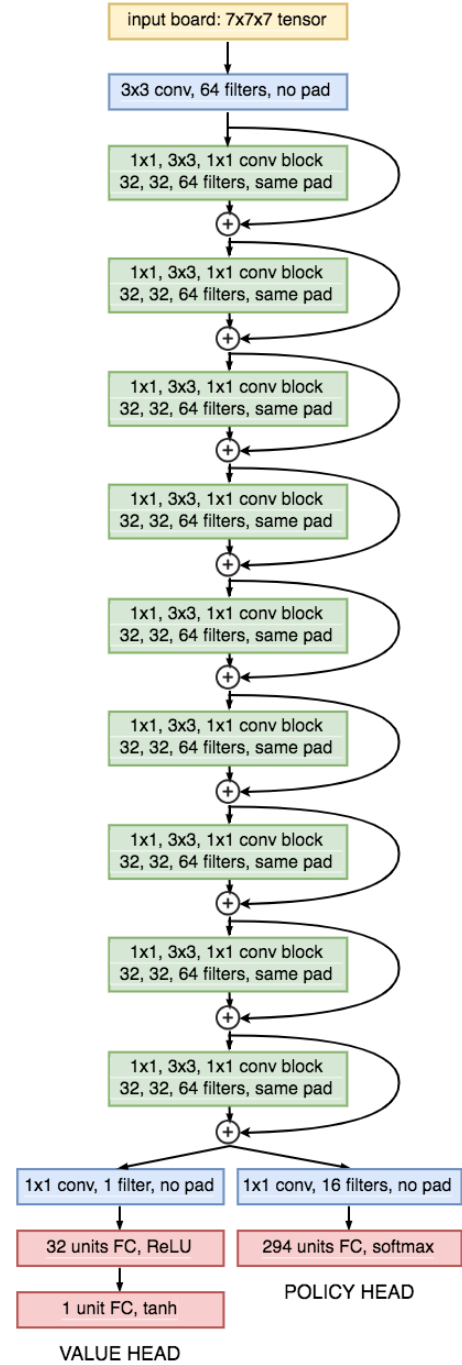 input board: 7x7x7 tensor
3x3 conv, 64 filters, no pad
1x1, 3x3, 1x1 conv block
32, 32, 64 filters, same pad
+
1x1, 3x3, 1x1 conv block
32, 32, 64 filters, same pad
+
1x1, 3x3, 1x1 conv block
32, 32, 64 filters, same pad
+
1x1, 3x3, 1x1 conv block
32, 32, 64 filters, same pad
+
1x1, 3x3, 1x1 conv block
32, 32, 64 filters, same pad
+
1x1, 3x3, 1x1 conv block
32, 32, 64 filters, same pad
+
1x1, 3x3, 1x1 conv block
32, 32, 64 filters, same pad
+
1x1, 3x3, 1x1 conv block
32, 32, 64 filters, same pad
+
1x1, 3x3, 1x1 conv block
32, 32, 64 filters, same pad
+
1x1 conv, 1 filter, no pad
32 units FC, ReLU
1 unit FC, tanh
VALUE HEAD
1x1 conv, 16 filters, no pad
294 units FC, softmax
POLICY HEAD